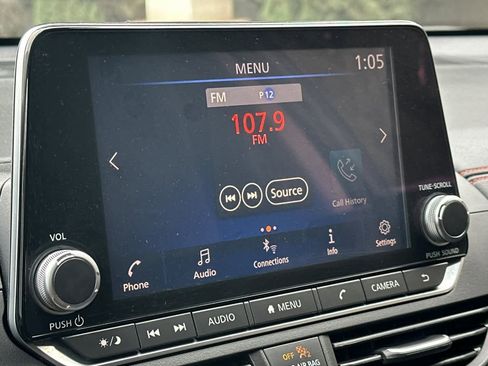 MENU 1:05
FM P12
107.9
FM
Source
Call History
TUNE·SCROLL
VOL
Phone Audio Connections Info Settings
PUSH SOUND
PUSH
AUDIO MENU CAMERA
OFF 2
AIR BAG